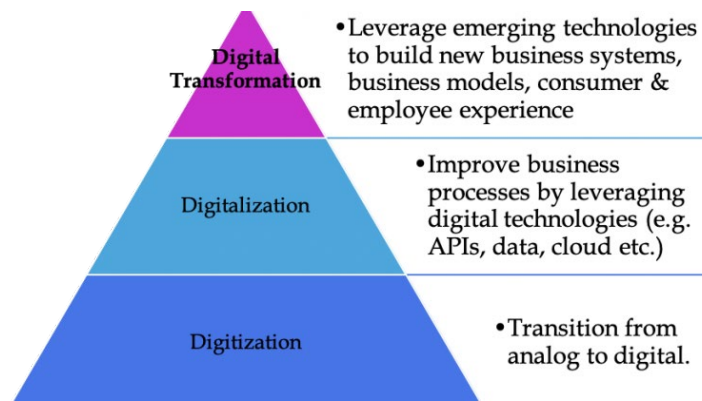 Digital
Transformation
•Leverage emerging technologies
to build new business systems,
business models, consumer &
employee experience
Digitalization
•Improve business
processes by leveraging
digital technologies (e.g.
APIs, data, cloud etc.)
Digitization
•Transition from
analog to digital.